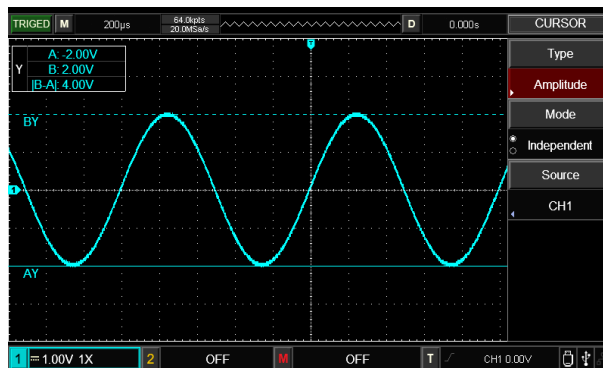 TRIGED M 200µs 64.0kpts D 0.000s CURSOR
20.0MSa/s
T
Type
A: -2.00V
Y B: 2.00V
|B-A|: 4.00V
Amplitude
Mode
BY
Independent
Source
1
CH1
AY
1 1.00V 1X 2 OFF M OFF T CH1 0.00V